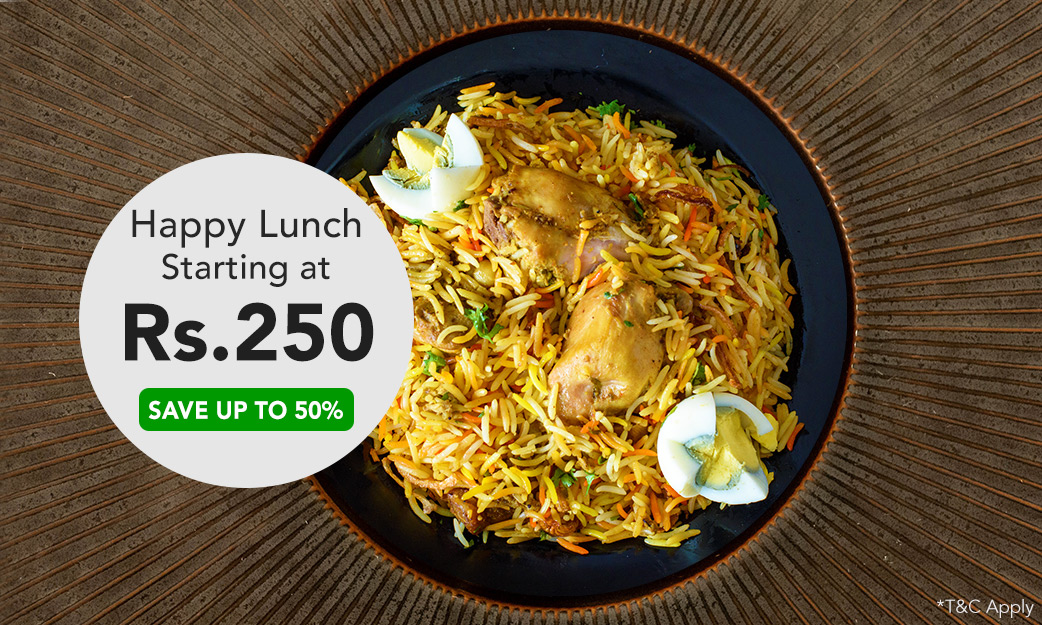 Happy Lunch
Starting at
Rs.250
SAVE UP TO 50%
*T&C Apply